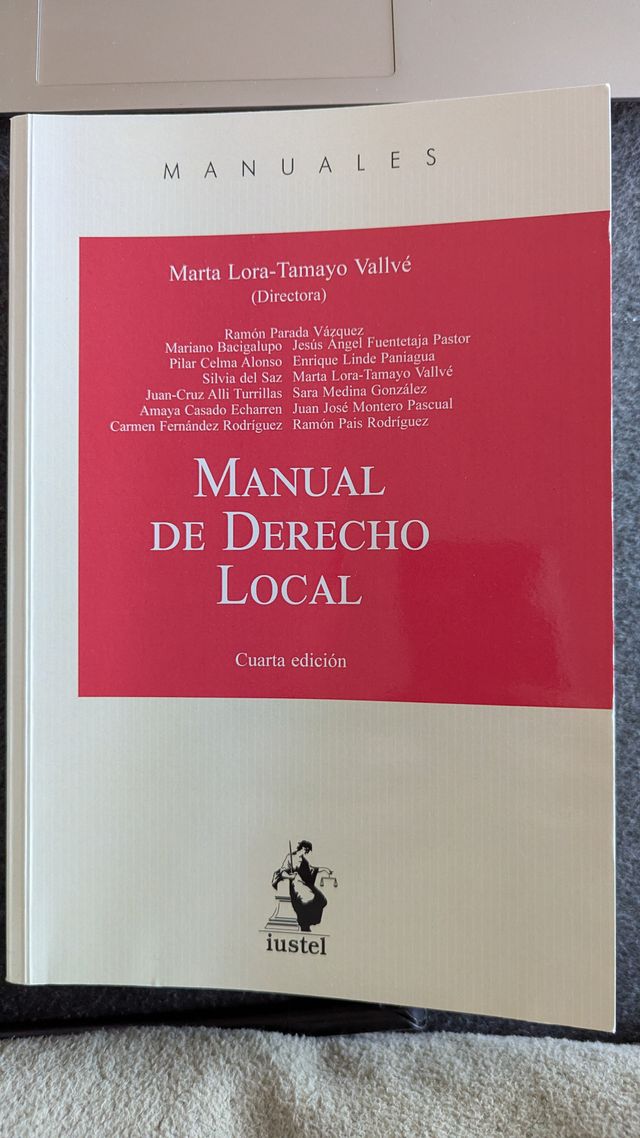 MANUALES
Marta Lora-Tamayo Vallvé
(Directora)
Ramón Parada Vázquez
Mariano Bacigalupo Jesús Ángel Fuentetaja Pastor
Pilar Celma Alonso Enrique Linde Paniagua
Silvia del Saz Marta Lora-Tamayo Vallvé
Juan-Cruz Alli Turrillas Sara Medina González
Amaya Casado Echarren Juan José Montero Pascual
Carmen Fernández Rodríguez Ramón Pais Rodríguez
MANUAL
DE DERECHO
LOCAL
Cuarta edición
iustel